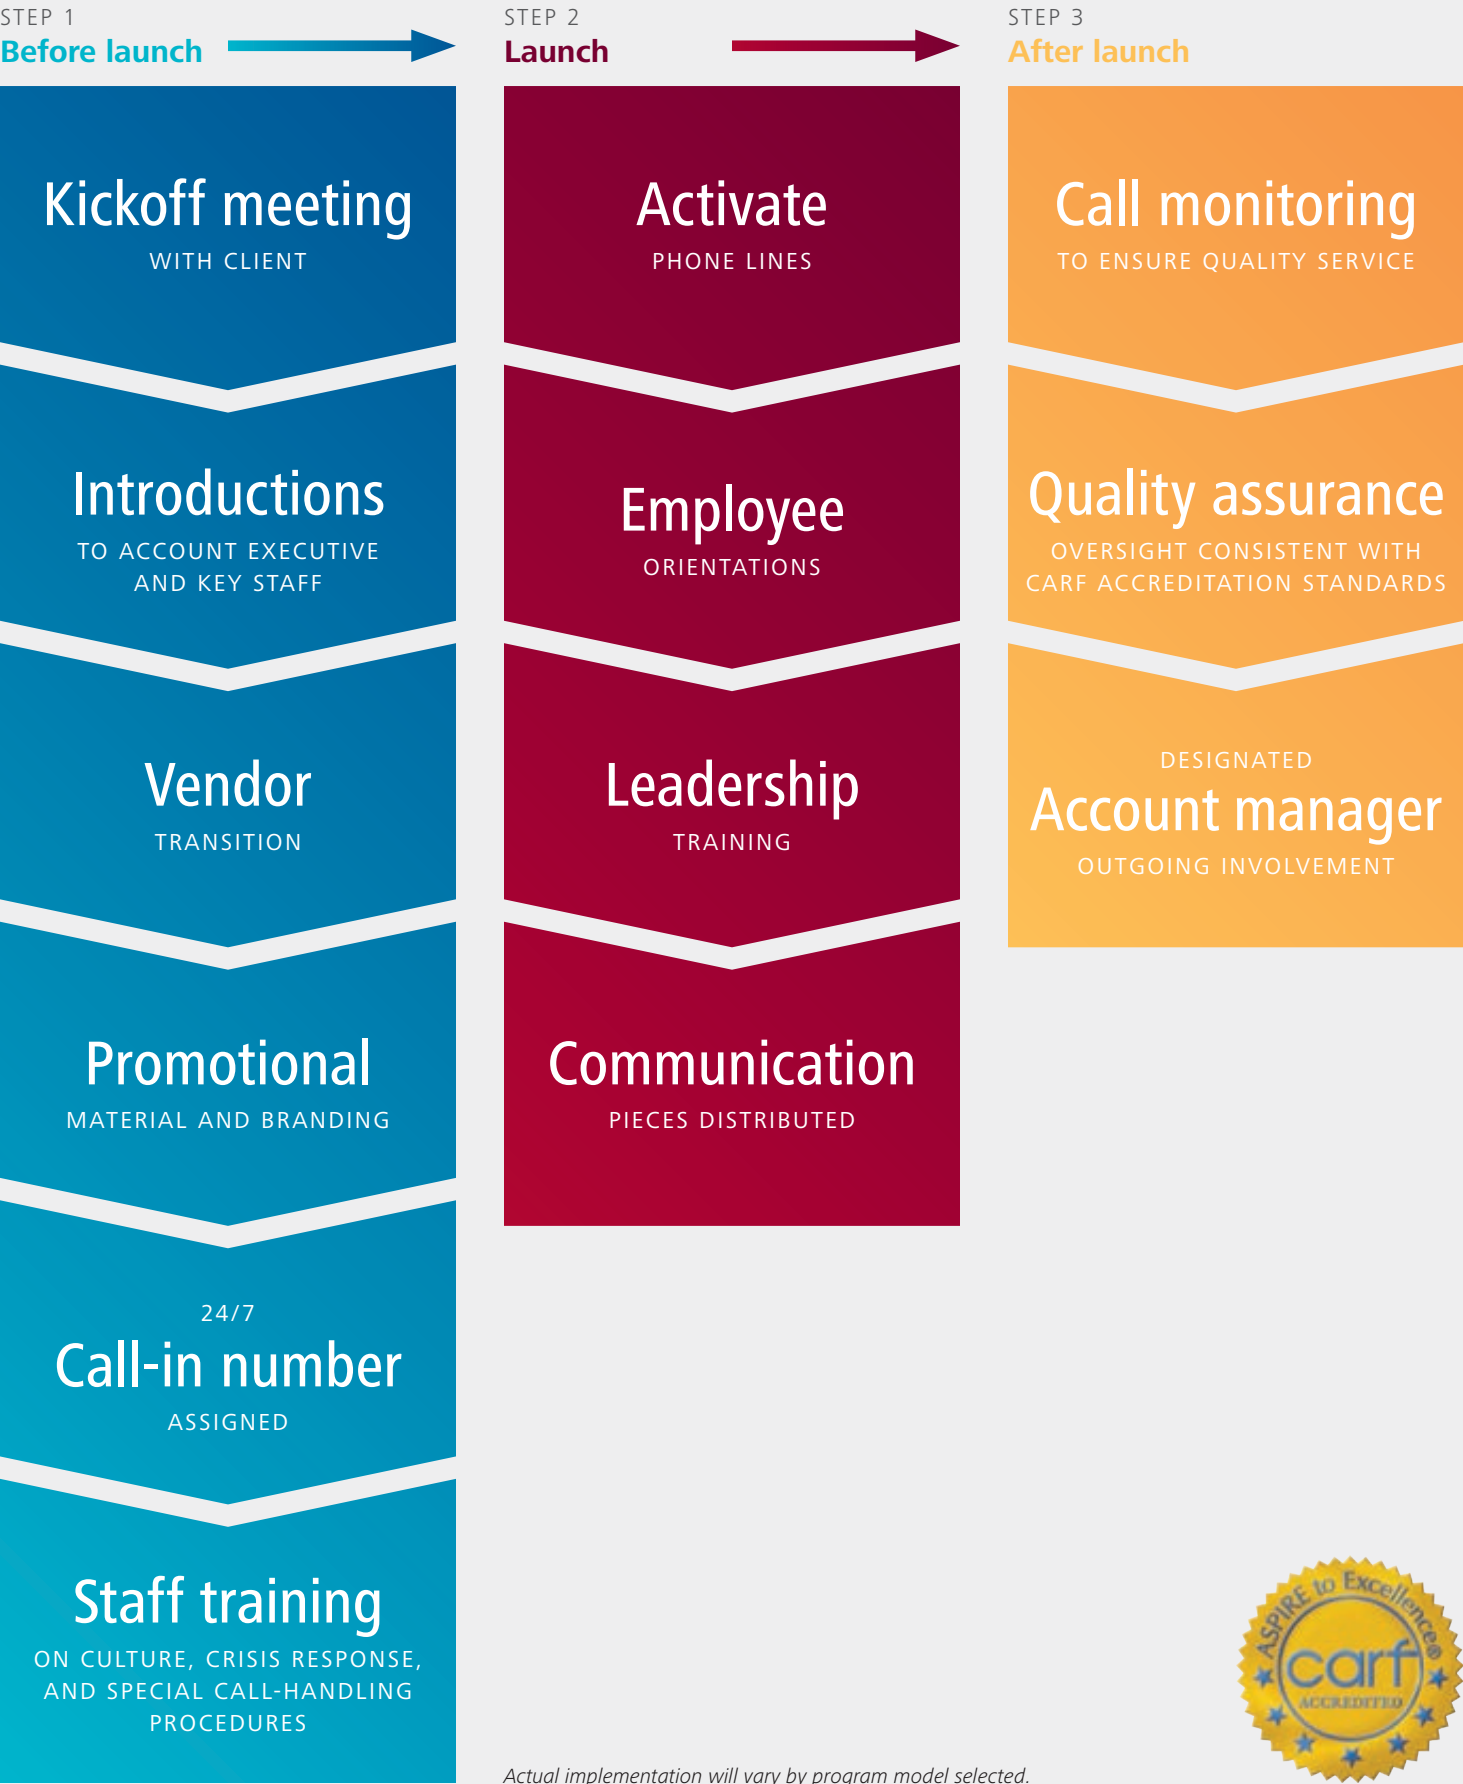 STEP 1
Before launch
Kickoff meeting
WITH CLIENT
Introductions
TO ACCOUNT EXECUTIVE
AND KEY STAFF
Vendor
TRANSITION
Promotional
MATERIAL AND BRANDING
24/7
Call-in number
ASSIGNED
Staff training
ON CULTURE, CRISIS RESPONSE,
AND SPECIAL CALL-HANDLING
PROCEDURES
STEP 2
Launch
Activate
PHONE LINES
Employee
ORIENTATIONS
Leadership
TRAINING
Communication
PIECES DISTRIBUTED
STEP 3
After launch
Call monitoring
TO ENSURE QUALITY SERVICE
Quality assurance
OVERSIGHT CONSISTENT WITH
CARF ACCREDITATION STANDARDS
DESIGNATED
Account manager
OUTGOING INVOLVEMENT
ASPIRE to Excellence®
carf
ACCREDITED
Actual implementation will vary by program model selected.